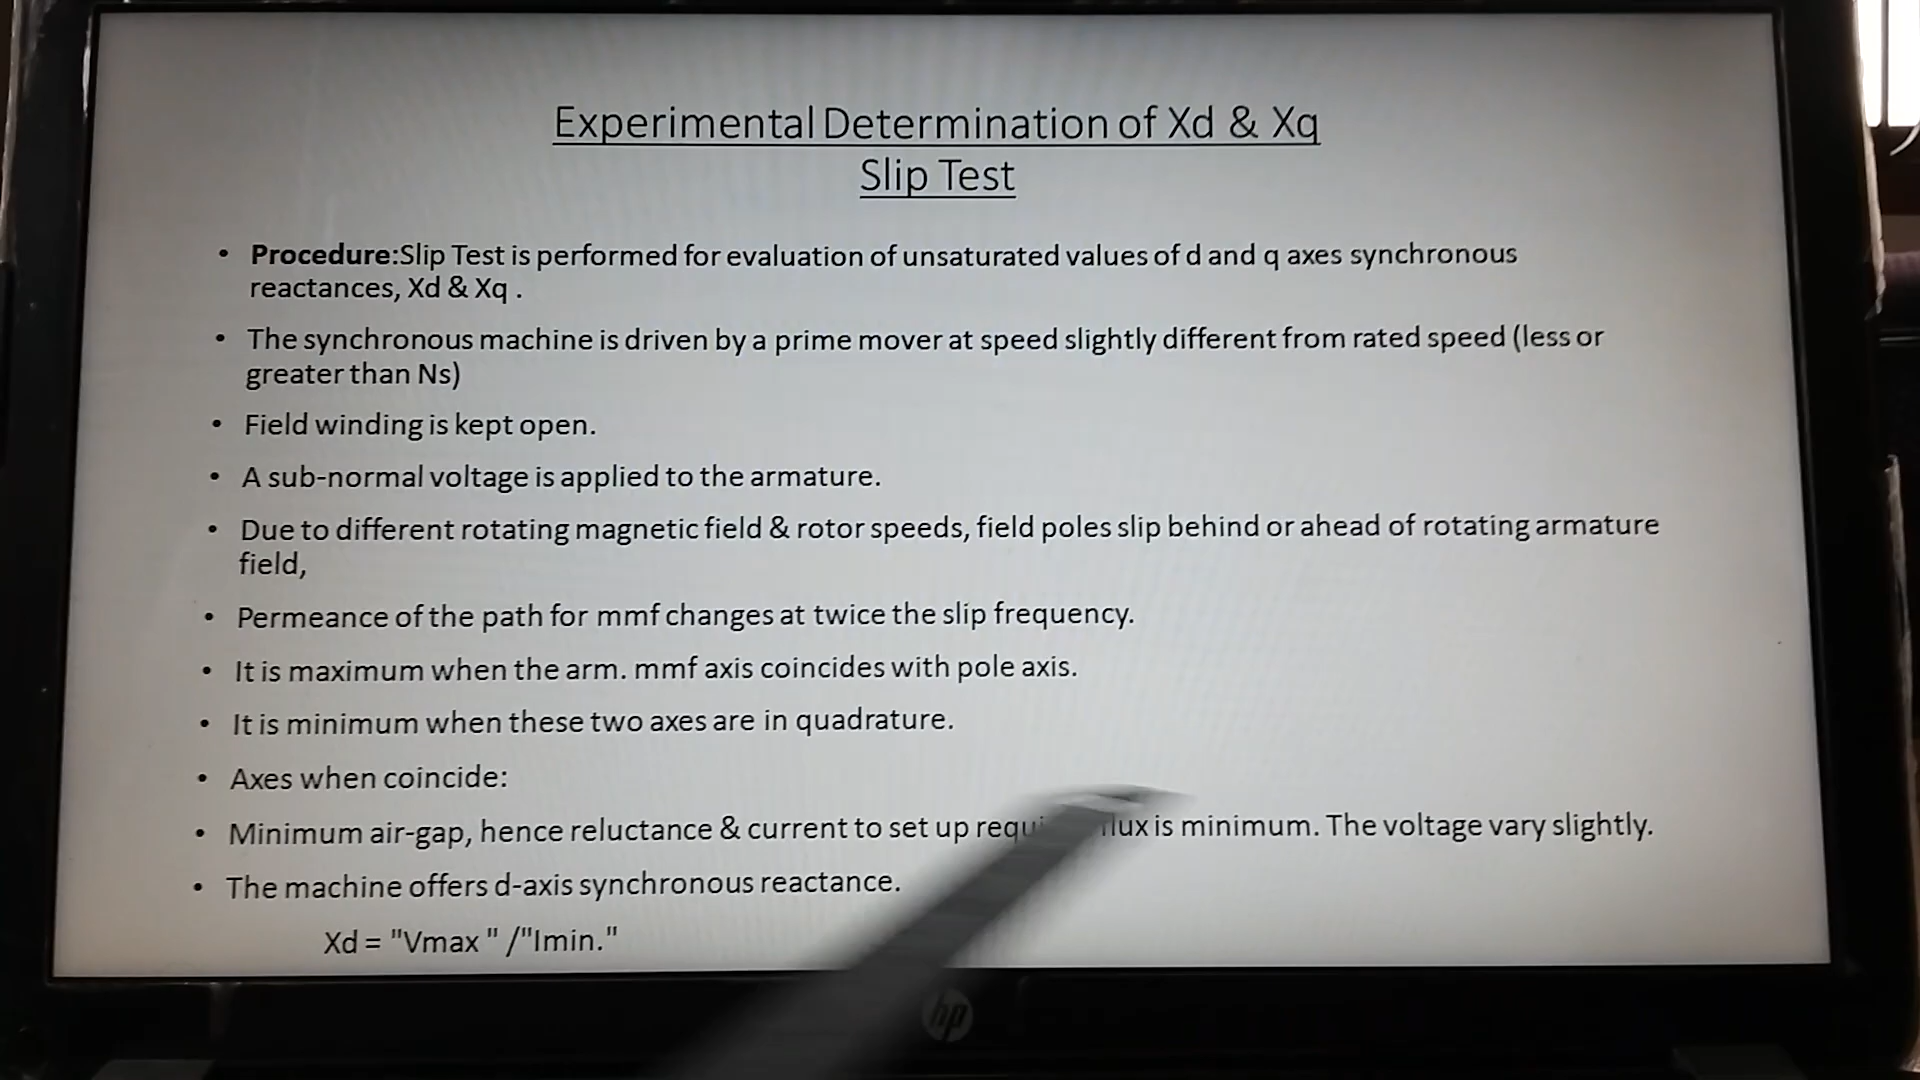 Experimental Determination of Xd & Xq
Slip Test
• Procedure:Slip Test is performed for evaluation of unsaturated values of d and q axes synchronous
reactances, Xd & Xq .
• The synchronous machine is driven by a prime mover at speed slightly different from rated speed (less or
greater than Ns)
• Field winding is kept open.
• A sub-normal voltage is applied to the armature.
• Due to different rotating magnetic field & rotor speeds, field poles slip behind or ahead of rotating armature
field,
• Permeance of the path for mmf changes at twice the slip frequency.
• It is maximum when the arm. mmf axis coincides with pole axis.
• It is minimum when these two axes are in quadrature.
• Axes when coincide:
• Minimum air-gap, hence reluctance & current to set up is minimum. The voltage vary slightly.
• The machine offers d-axis synchronous reactance.
Xd = "Vmax " /"Imin."
hp